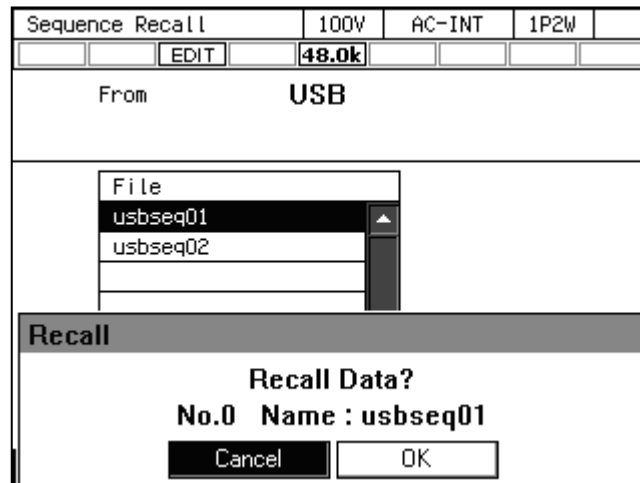 Sequence Recall 100V AC-INT 1P2W
EDIT 48.0k
From USB
File
usbseq01
usbseq02
Recall
Recall Data?
No.0 Name : usbseq01
Cancel OK